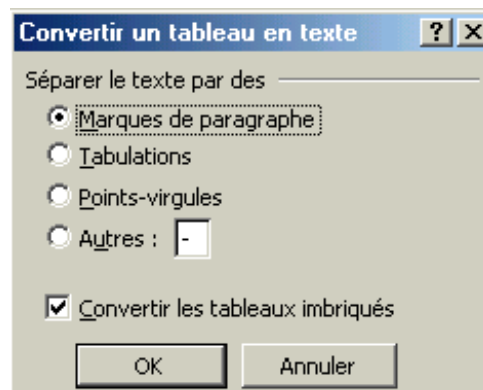 Convertir un tableau en texte ? X
Séparer le texte par des
Marques de paragraphe
Tabulations
Points-virgules
Autres : -
Convertir les tableaux imbriqués
OK Annuler